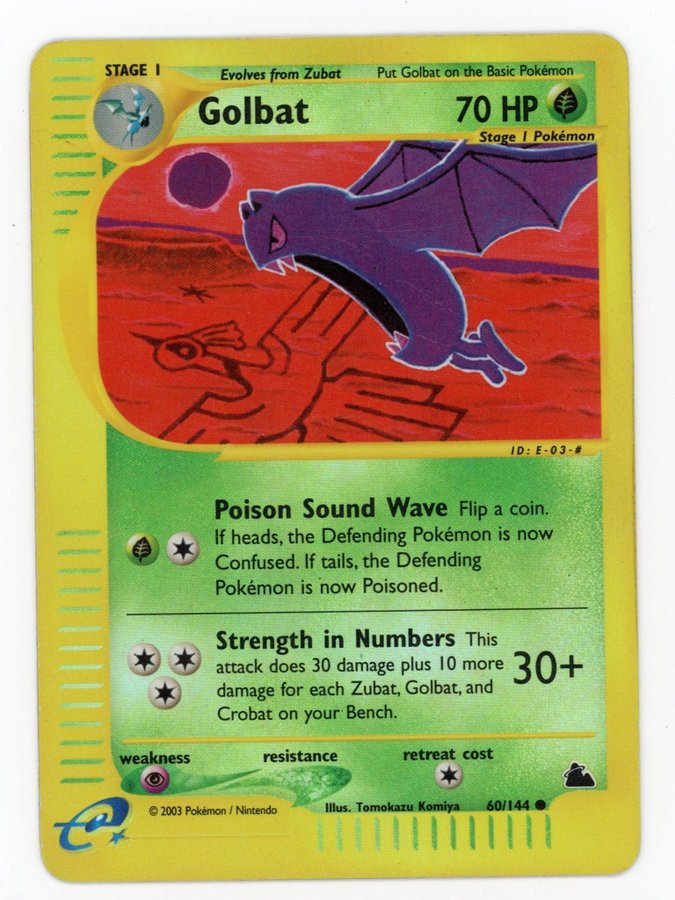 STAGE 1 Evolves from Zubat Put Golbat on the Basic Pokémon
Golbat 70 HP
Stage 1 Pokémon
ID: E-03-#
Poison Sound Wave Flip a coin.
If heads, the Defending Pokémon is now
Confused. If tails, the Defending
Pokémon is now Poisoned.
Strength in Numbers This
attack does 30 damage plus 10 more
damage for each Zubat, Golbat, and
Crobat on your Bench.
30+
weakness resistance retreat cost
© 2003 Pokémon / Nintendo Illus. Tomokazu Komiya 60/144
e